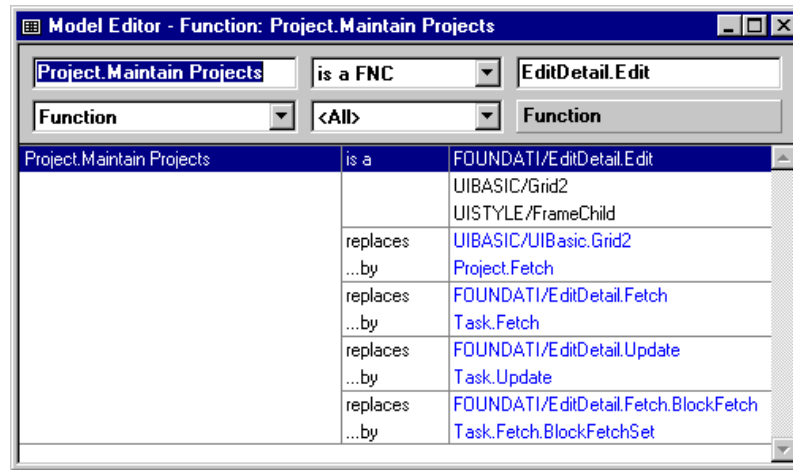 Model Editor - Function: Project.Maintain Projects
Project.Maintain Projects is a FNC EditDetail.Edit
Function <All> Function
Project.Maintain Projects is a FOUNDATI/EditDetail.Edit
UIBASIC/Grid2
UISTYLE/FrameChild
replaces UIBASIC/UIBasic.Grid2
...by Project.Fetch
replaces FOUNDATI/EditDetail.Fetch
...by Task.Fetch
replaces FOUNDATI/EditDetail.Update
...by Task.Update
replaces FOUNDATI/EditDetail.Fetch.BlockFetch
...by Task.Fetch.BlockFetchSet